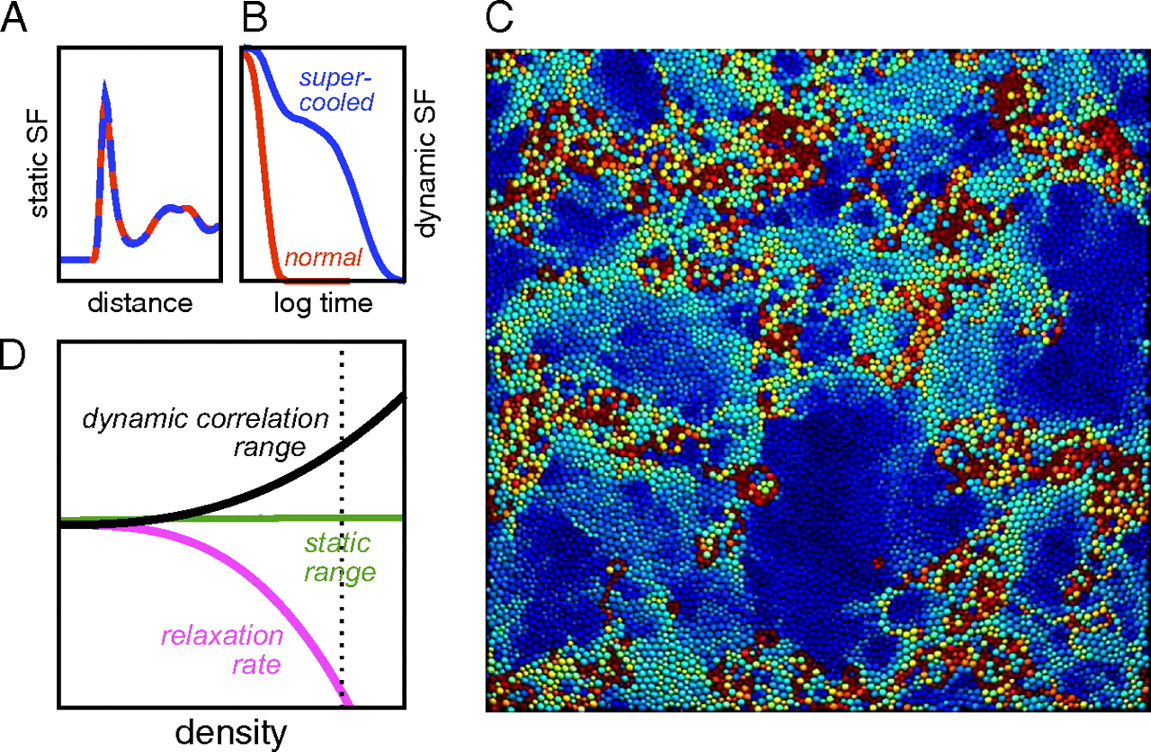 A
B
C
static SF
super-
cooled
normal
dynamic SF
distance
log time
D
dynamic correlation
range
static
range
relaxation
rate
density